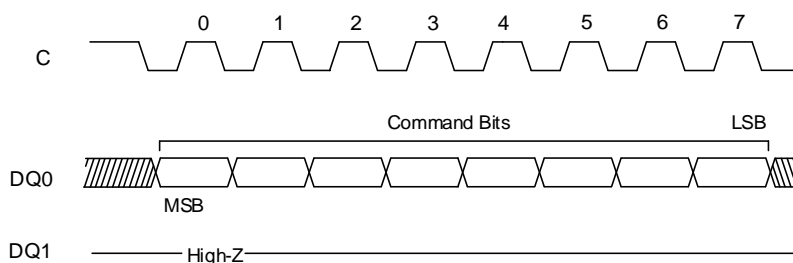 0 1 2 3 4 5 6 7
C
Command Bits LSB
DQ0
MSB
DQ1 High-Z